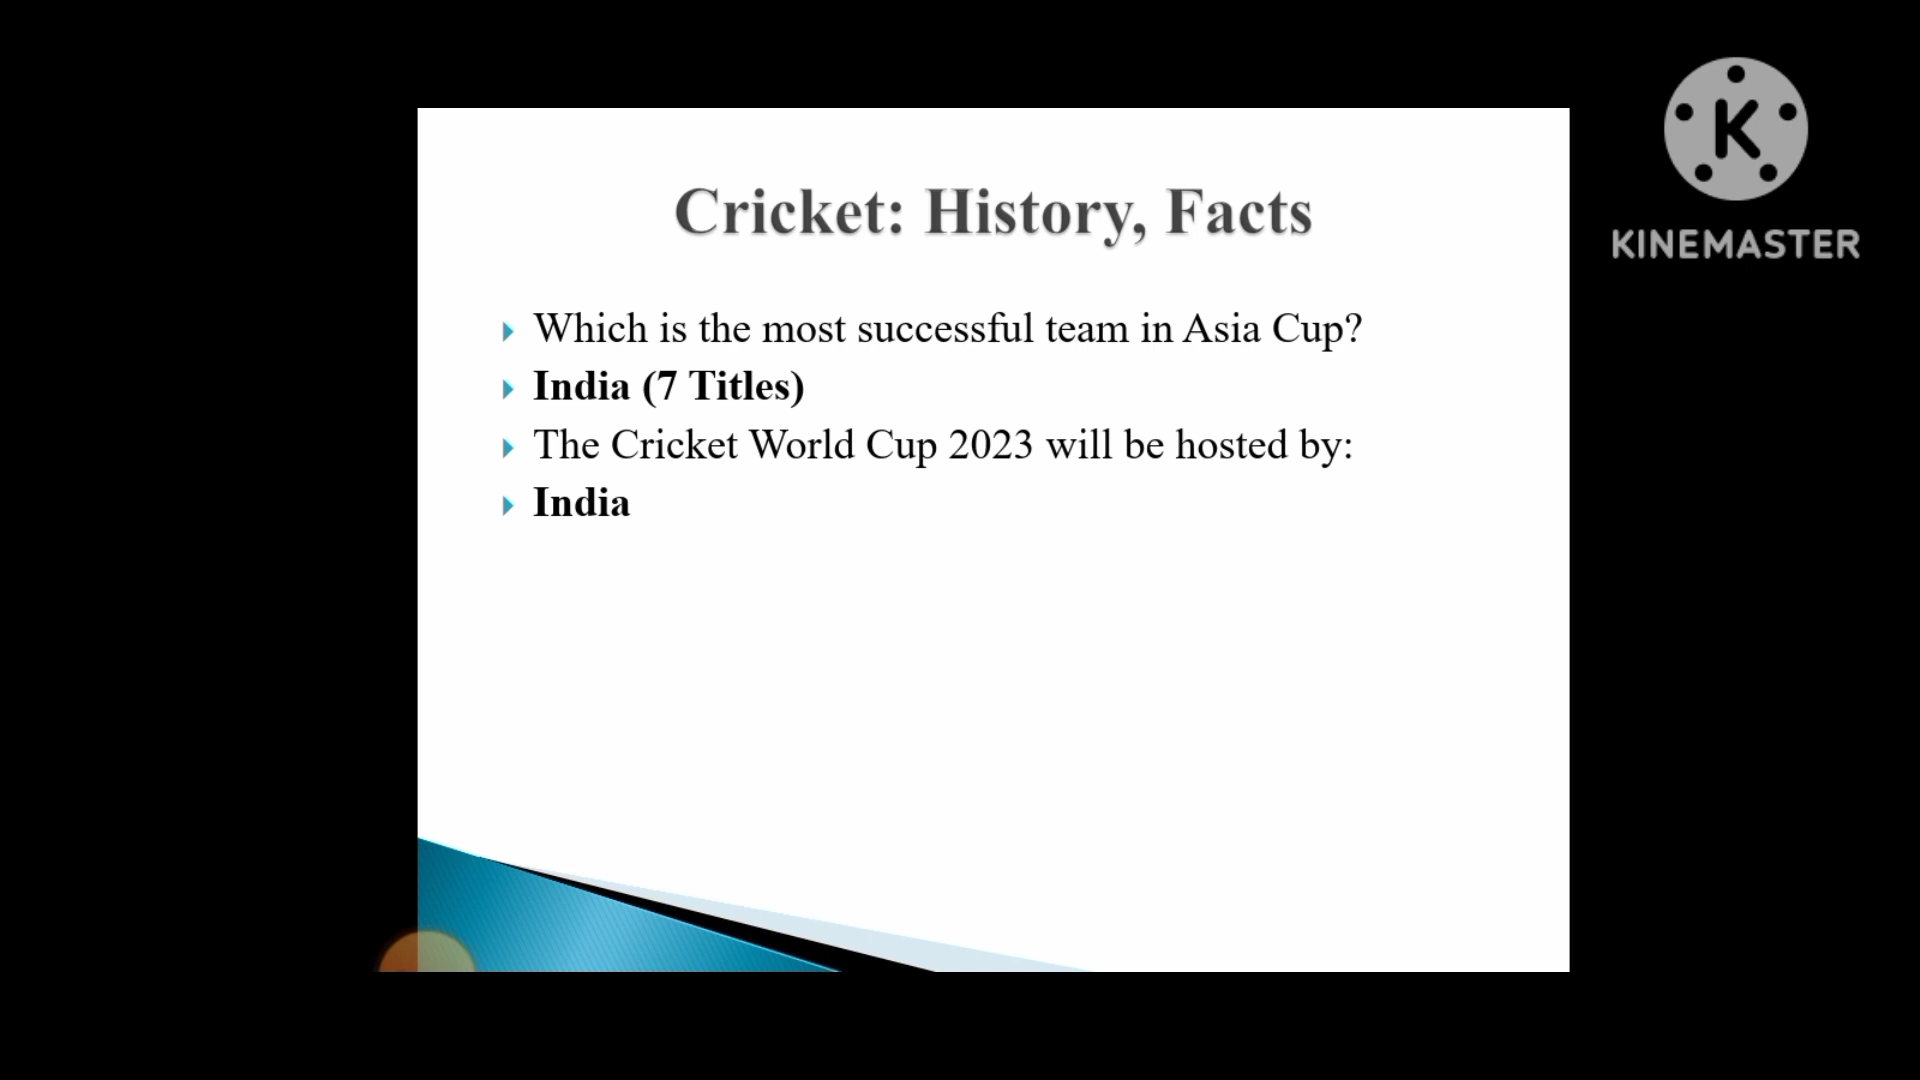 Cricket: History, Facts
Which is the most successful team in Asia Cup?
India (7 Titles)
The Cricket World Cup 2023 will be hosted by:
India
K
KINEMASTER